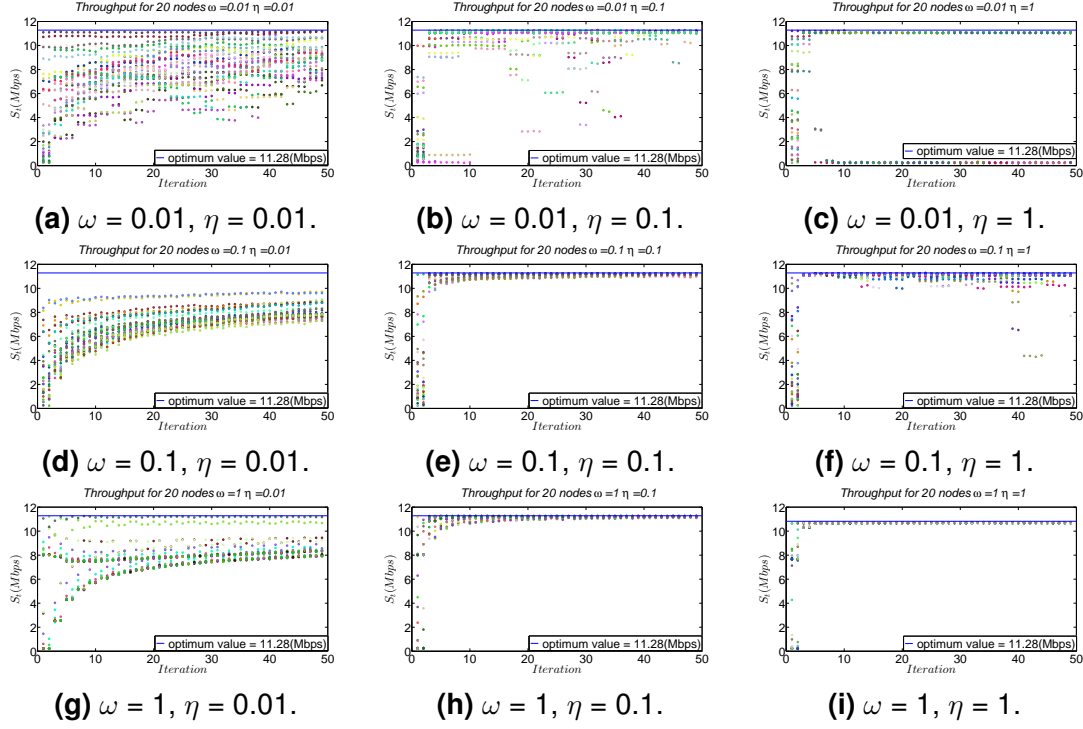 Throughput for 20 nodes ω =0.01 η =0.01
S_t(Mbps)
12
10
8
6
4
2
0
optimum value = 11.28(Mbps)
0 10 20 30 40 50
Iteration
(a) ω = 0.01, η = 0.01.
Throughput for 20 nodes ω =0.01 η =0.1
S_t(Mbps)
12
10
8
6
4
2
0
optimum value = 11.28(Mbps)
0 10 20 30 40 50
Iteration
(b) ω = 0.01, η = 0.1.
Throughput for 20 nodes ω =0.01 η =1
S_t(Mbps)
12
10
8
6
4
2
0
optimum value = 11.28(Mbps)
0 10 20 30 40 50
Iteration
(c) ω = 0.01, η = 1.
Throughput for 20 nodes ω =0.1 η =0.01
S_t(Mbps)
12
10
8
6
4
2
0
optimum value = 11.28(Mbps)
0 10 20 30 40 50
Iteration
(d) ω = 0.1, η = 0.01.
Throughput for 20 nodes ω =0.1 η =0.1
S_t(Mbps)
12
10
8
6
4
2
0
optimum value = 11.28(Mbps)
0 10 20 30 40 50
Iteration
(e) ω = 0.1, η = 0.1.
Throughput for 20 nodes ω =0.1 η =1
S_t(Mbps)
12
10
8
6
4
2
0
optimum value = 11.28(Mbps)
0 10 20 30 40 50
Iteration
(f) ω = 0.1, η = 1.
Throughput for 20 nodes ω =1 η =0.01
S_t(Mbps)
12
10
8
6
4
2
0
optimum value = 11.28(Mbps)
0 10 20 30 40 50
Iteration
(g) ω = 1, η = 0.01.
Throughput for 20 nodes ω =1 η =0.1
S_t(Mbps)
12
10
8
6
4
2
0
optimum value = 11.28(Mbps)
0 10 20 30 40 50
Iteration
(h) ω = 1, η = 0.1.
Throughput for 20 nodes ω =1 η =1
S_t(Mbps)
12
10
8
6
4
2
0
optimum value = 11.28(Mbps)
0 10 20 30 40 50
Iteration
(i) ω = 1, η = 1.